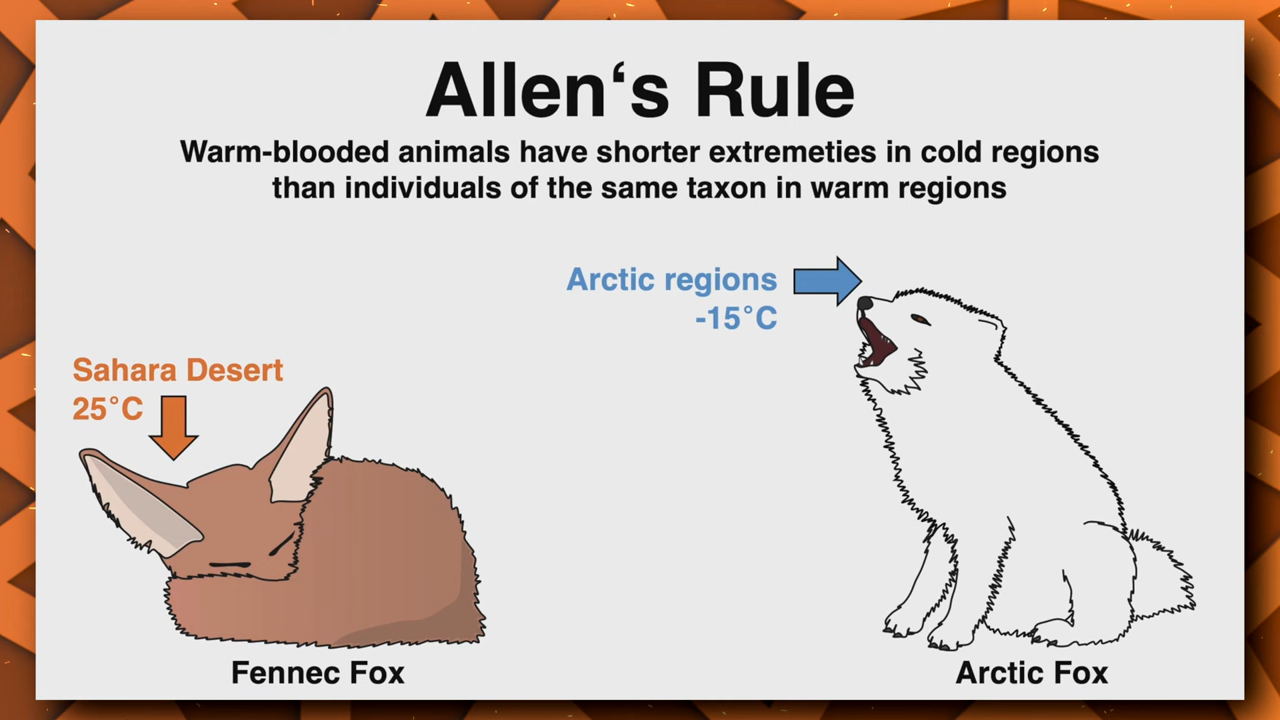 Allen‘s Rule
Warm-blooded animals have shorter extremeties in cold regions
than individuals of the same taxon in warm regions
Arctic regions
-15°C
Sahara Desert
25°C
Fennec Fox
Arctic Fox